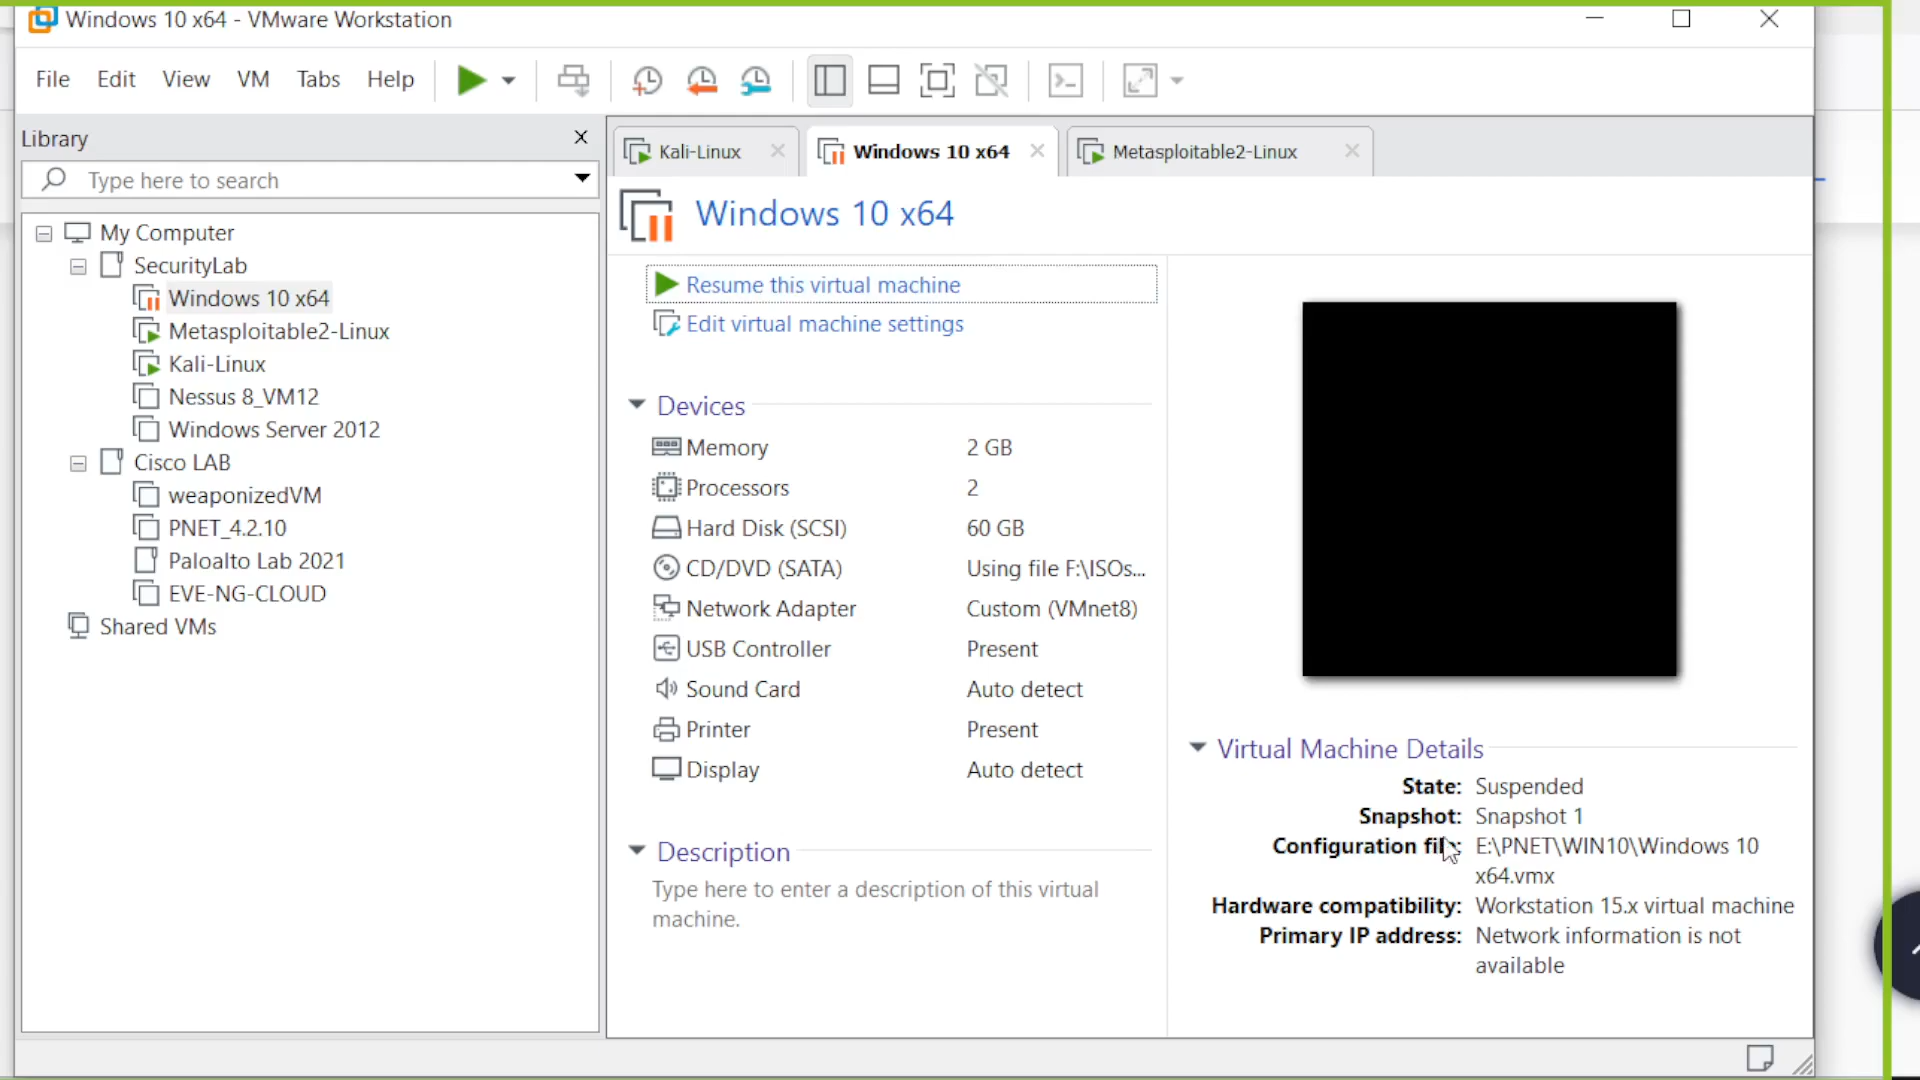 Windows 10 x64 - VMware Workstation
File Edit View VM Tabs Help
Library
Type here to search
My Computer
SecurityLab
Windows 10 x64
Metasploitable2-Linux
Kali-Linux
Nessus 8_VM12
Windows Server 2012
Cisco LAB
weaponizedVM
PNET_4.2.10
Paloalto Lab 2021
EVE-NG-CLOUD
Shared VMs
Kali-Linux Windows 10 x64 Metasploitable2-Linux
Windows 10 x64
Resume this virtual machine
Edit virtual machine settings
Devices
Memory 2 GB
Processors 2
Hard Disk (SCSI) 60 GB
CD/DVD (SATA) Using file F:\ISOs...
Network Adapter Custom (VMnet8)
USB Controller Present
Sound Card Auto detect
Printer Present
Display Auto detect
Description
Type here to enter a description of this virtual
machine.
Virtual Machine Details
State: Suspended
Snapshot: Snapshot 1
Configuration file: E:\PNET\WIN10\Windows 10
x64.vmx
Hardware compatibility: Workstation 15.x virtual machine
Primary IP address: Network information is not
available